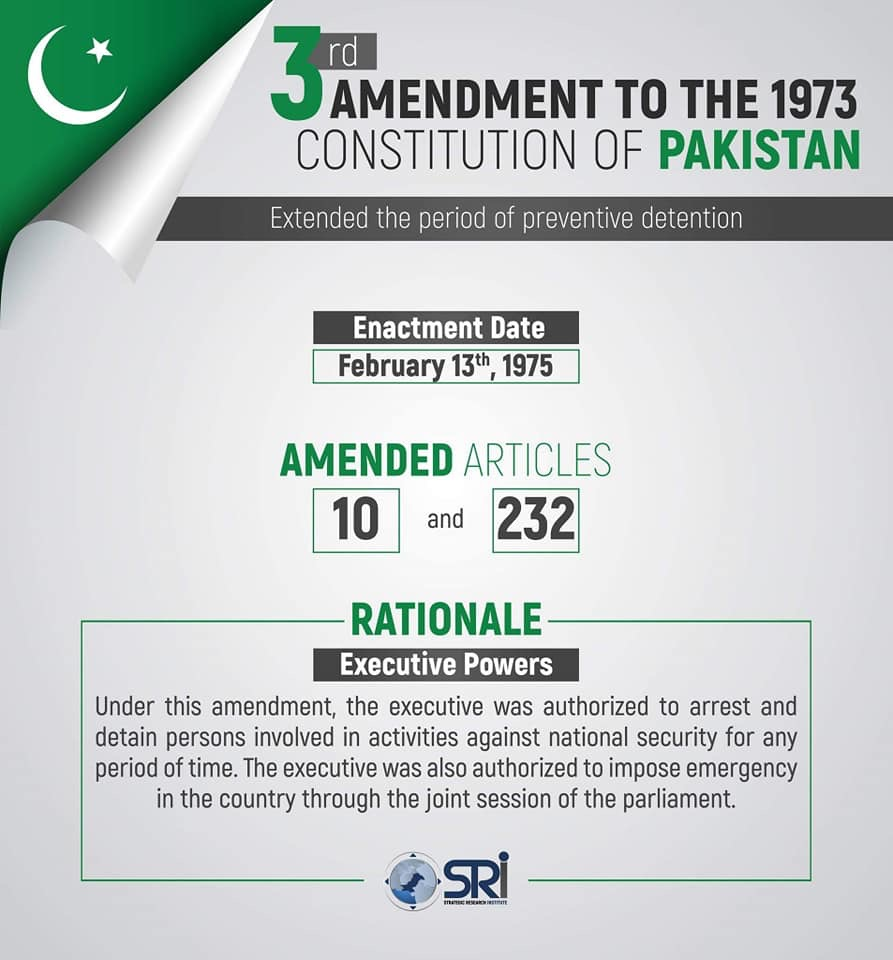 3rd
AMENDMENT TO THE 1973
CONSTITUTION OF PAKISTAN
Extended the period of preventive detention
Enactment Date
February 13th, 1975
AMENDED ARTICLES
10 and 232
RATIONALE
Executive Powers
Under this amendment, the executive was authorized to arrest and
detain persons involved in activities against national security for any
period of time. The executive was also authorized to impose emergency
in the country through the joint session of the parliament.
SRi
STRATEGIC RESEARCH INSTITUTE